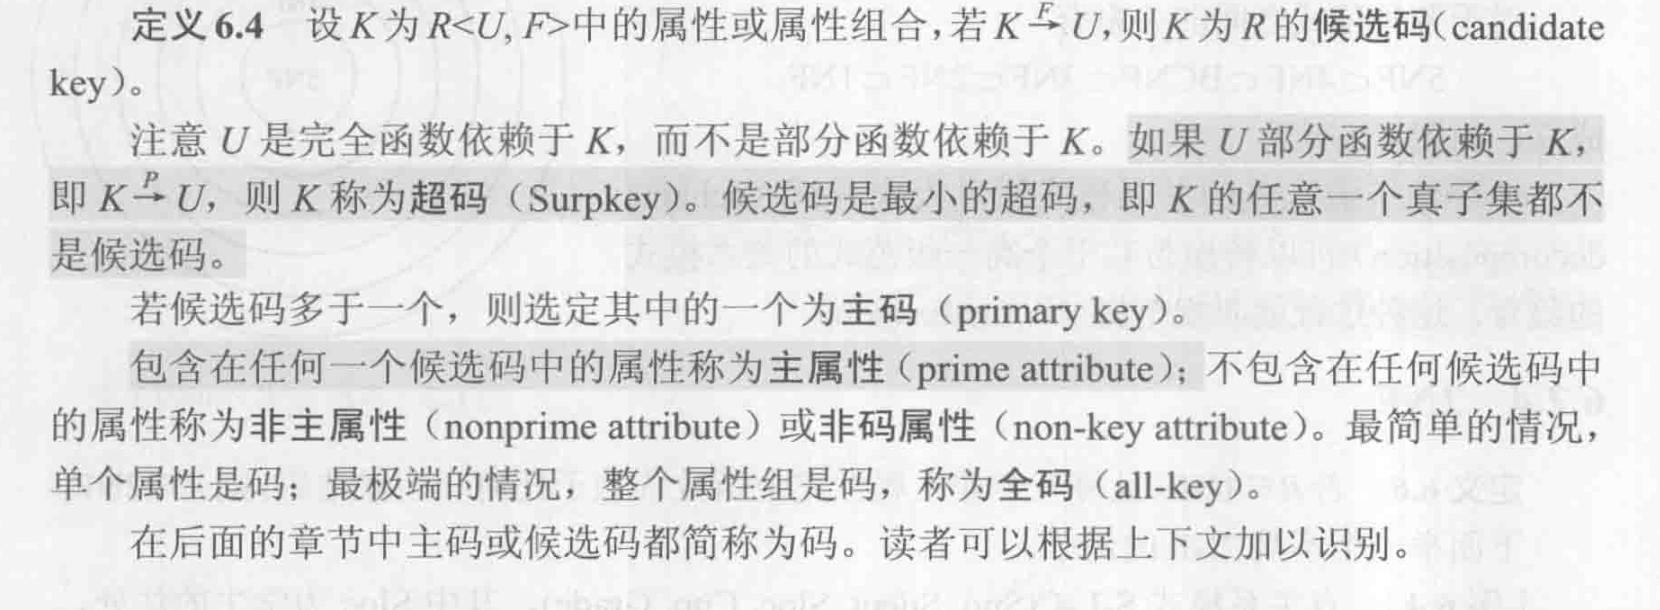 定义 6.4 设 K 为 R<U, F>中的属性或属性组合,若 K F→ U,则 K 为 R 的候选码(candidate
key)。
注意 U 是完全函数依赖于 K，而不是部分函数依赖于 K。如果 U 部分函数依赖于 K，
即 K P→ U，则 K 称为超码（Surpkey）。候选码是最小的超码，即 K 的任意一个真子集都不
是候选码。
若候选码多于一个，则选定其中的一个为主码（primary key）。
包含在任何一个候选码中的属性称为主属性（prime attribute）；不包含在任何候选码中
的属性称为非主属性（nonprime attribute）或非码属性（non-key attribute）。最简单的情况，
单个属性是码；最极端的情况，整个属性组是码，称为全码（all-key）。
在后面的章节中主码或候选码都简称为码。读者可以根据上下文加以识别。